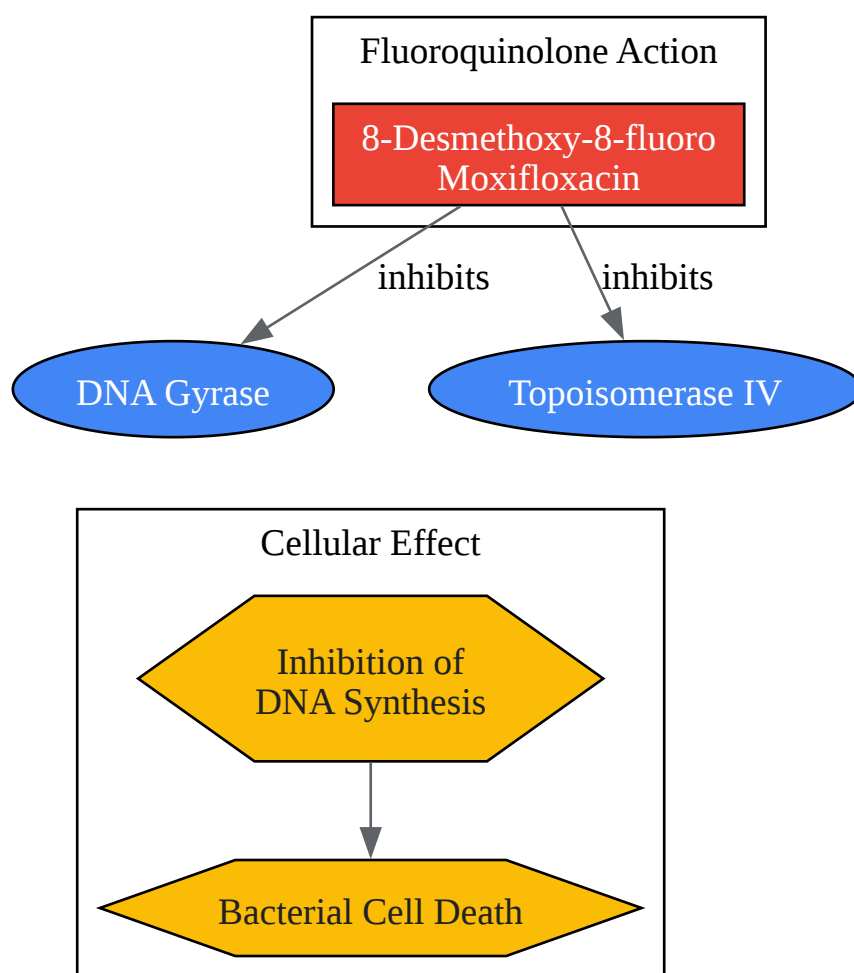 Fluoroquinolone Action
8-Desmethoxy-8-fluoro
Moxifloxacin
inhibits
inhibits
DNA Gyrase
Topoisomerase IV
Cellular Effect
Inhibition of
DNA Synthesis
Bacterial Cell Death